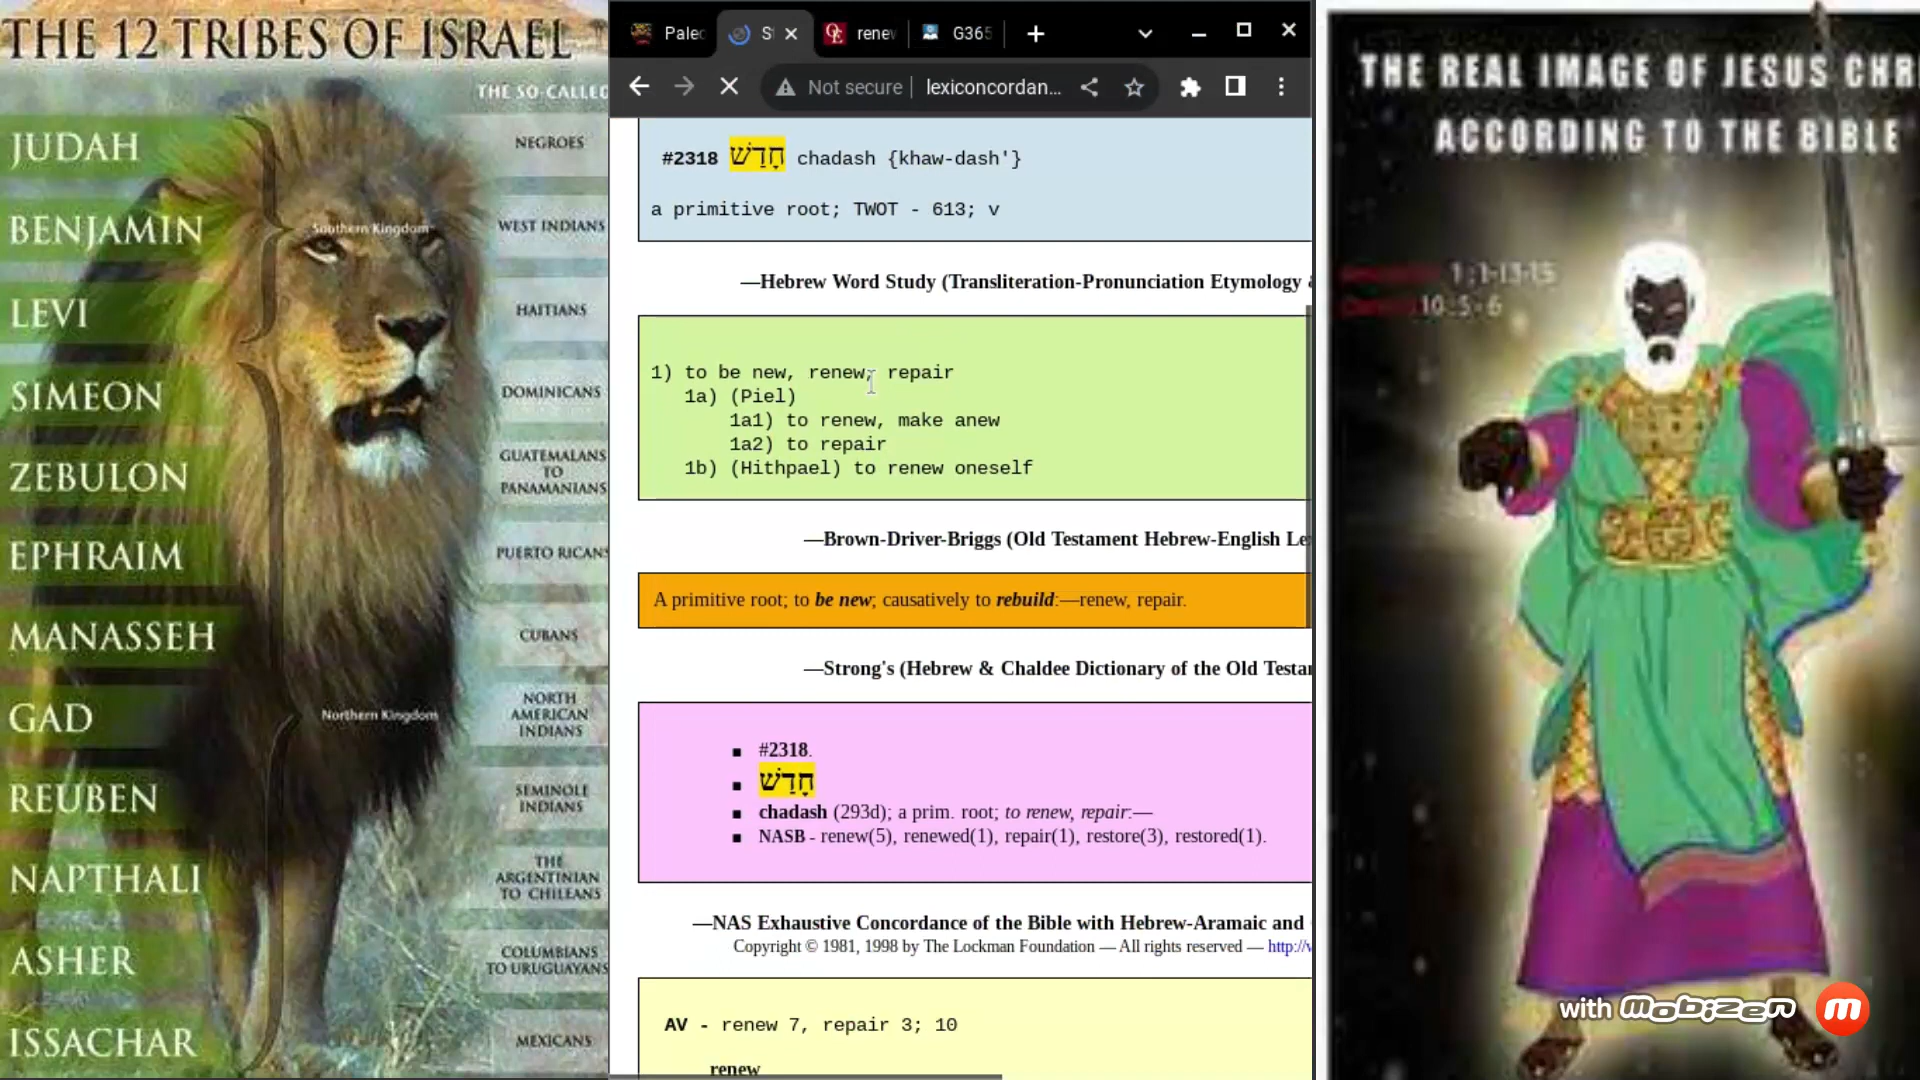 THE 12 TRIBES OF ISRAEL
THE SO-CALLED
JUDAH
NEGROES
BENJAMIN
Southern Kingdom
WEST INDIANS
LEVI
HAITIANS
SIMEON
DOMINICANS
ZEBULON
GUATEMALANS
TO
PANAMANIANS
EPHRAIM
PUERTO RICANS
MANASSEH
CUBANS
GAD
Northern Kingdom
NORTH
AMERICAN
INDIANS
REUBEN
SEMINOLE
INDIANS
NAPTHALI
THE
ARGENTINIAN
TO CHILEANS
ASHER
COLUMBIANS
TO URUGUAYANS
ISSACHAR
MEXICANS
Paleo
S
renew
G365
Not secure
lexiconcordan...
#2318 חָדַשׁ chadash {khaw-dash'}
a primitive root; TWOT - 613; v
—Hebrew Word Study (Transliteration-Pronunciation Etymology &
1) to be new, renew, repair
1a) (Piel)
1a1) to renew, make anew
1a2) to repair
1b) (Hithpael) to renew oneself
—Brown-Driver-Briggs (Old Testament Hebrew-English Le
A primitive root; to be new; causatively to rebuild:—renew, repair.
—Strong's (Hebrew & Chaldee Dictionary of the Old Testa
#2318.
חָדַשׁ
chadash (293d); a prim. root; to renew, repair:—
NASB - renew(5), renewed(1), repair(1), restore(3), restored(1).
—NAS Exhaustive Concordance of the Bible with Hebrew-Aramaic and
Copyright © 1981, 1998 by The Lockman Foundation — All rights reserved — http://
AV - renew 7, repair 3; 10
renew
THE REAL IMAGE OF JESUS CHR
ACCORDING TO THE BIBLE
1:1-13-15
10:5-6
with mobizen
m